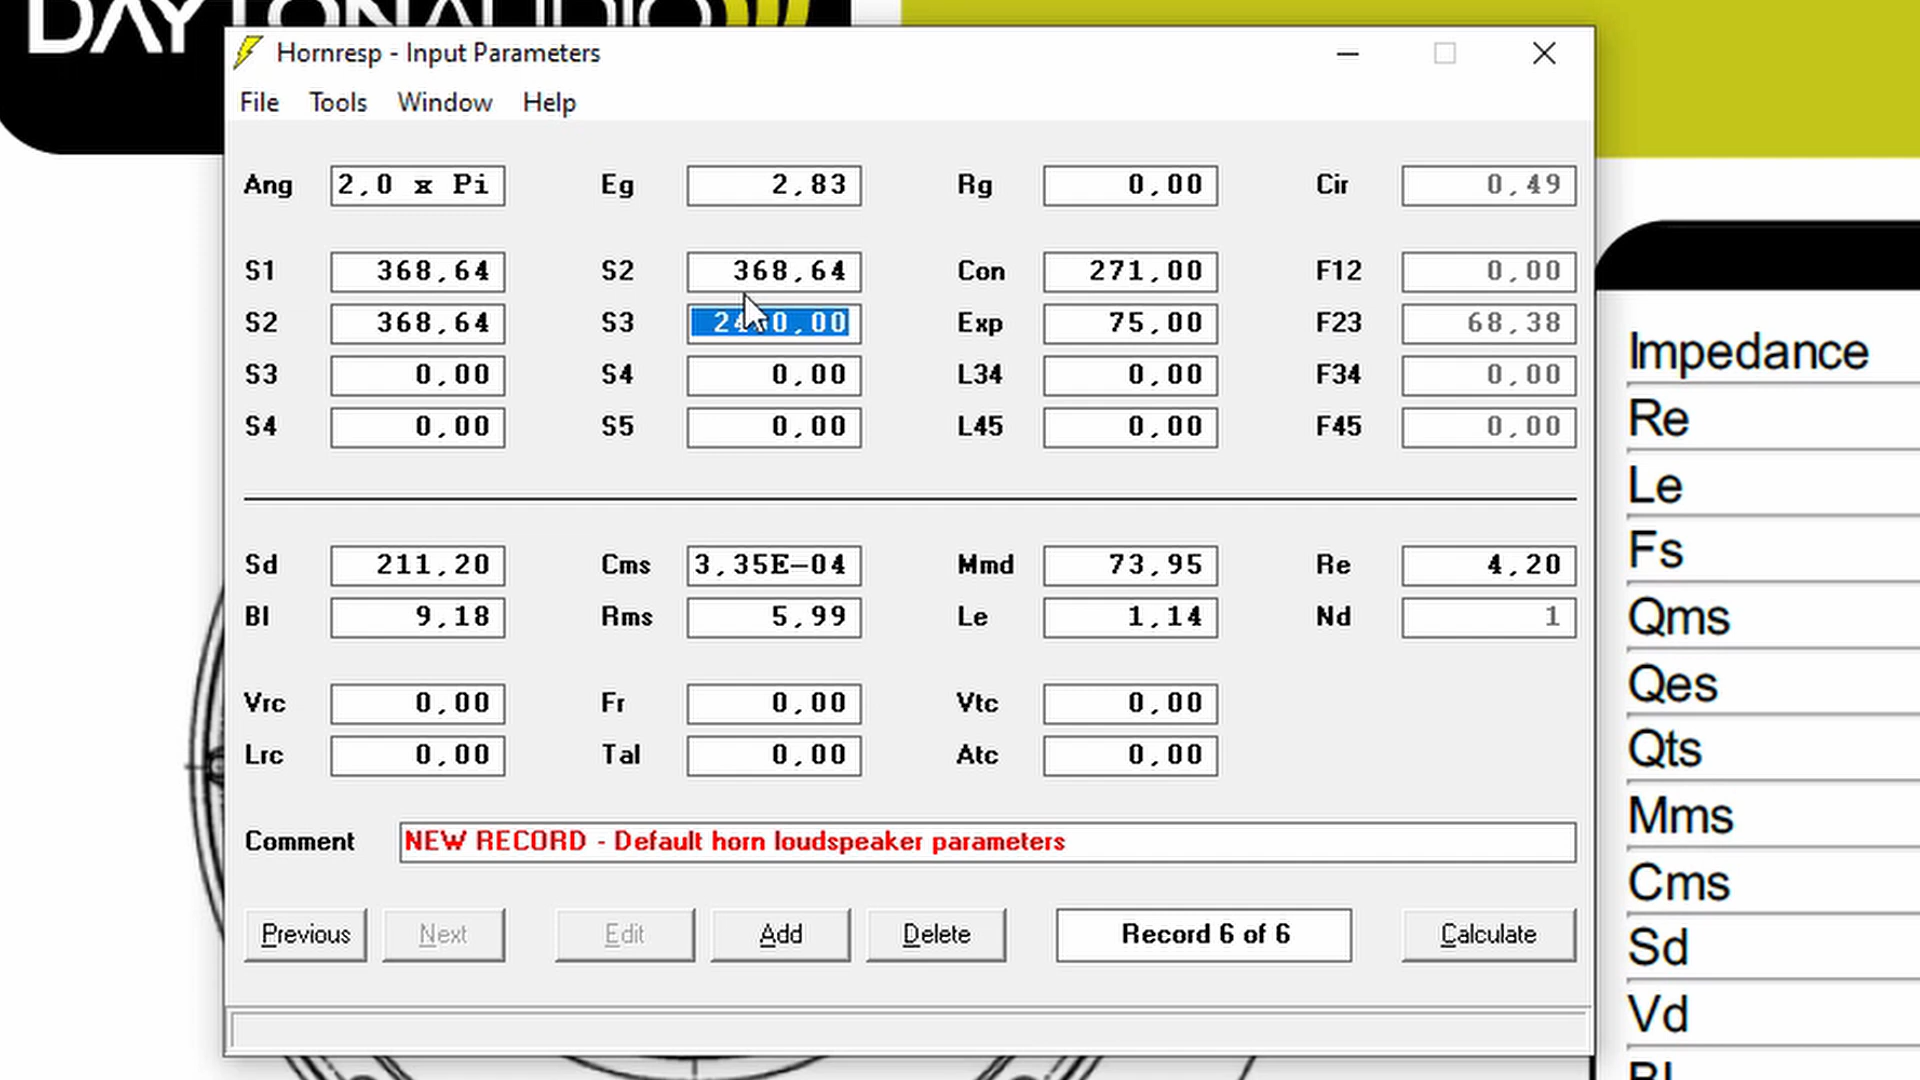 DAYTON AUDIO
Hornresp - Input Parameters
File Tools Window Help
Ang 2,0 x Pi Eg 2,83 Rg 0,00 Cir 0,49
S1 368,64 S2 368,64 Con 271,00 F12 0,00
S2 368,64 S3 Exp 75,00 F23 68,38
S3 0,00 S4 0,00 L34 0,00 F34 0,00
S4 0,00 S5 0,00 L45 0,00 F45 0,00
Sd 211,20 Cms 3,35E-04 Mmd 73,95 Re 4,20
Bl 9,18 Rms 5,99 Le 1,14 Nd 1
Vrc 0,00 Fr 0,00 Vtc 0,00
Lrc 0,00 Tal 0,00 Atc 0,00
Comment NEW RECORD - Default horn loudspeaker parameters
Previous Next Edit Add Delete Record 6 of 6 Calculate
Impedance
Re
Le
Fs
Qms
Qes
Qts
Mms
Cms
Sd
Vd